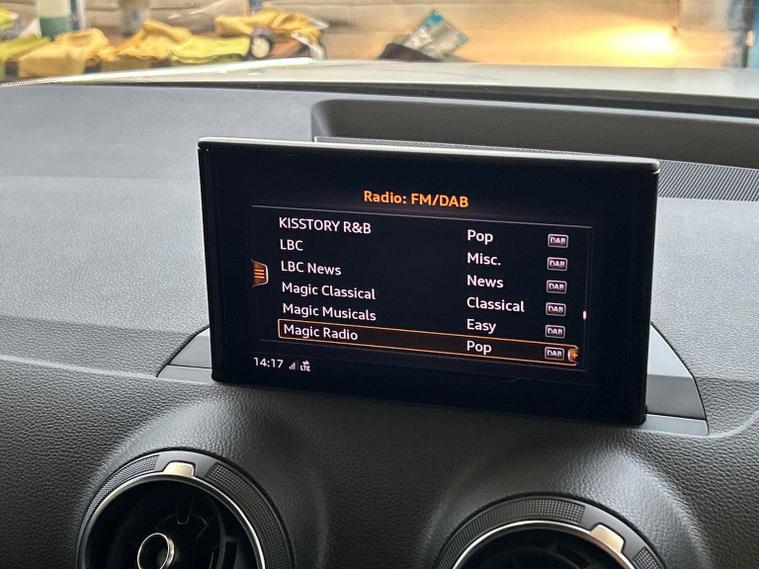 Radio: FM/DAB
KISSTORY R&B Pop DAB
LBC Misc. DAB
LBC News News DAB
Magic Classical Classical DAB
Magic Musicals Easy DAB
Magic Radio Pop DAB
14:17 LTE